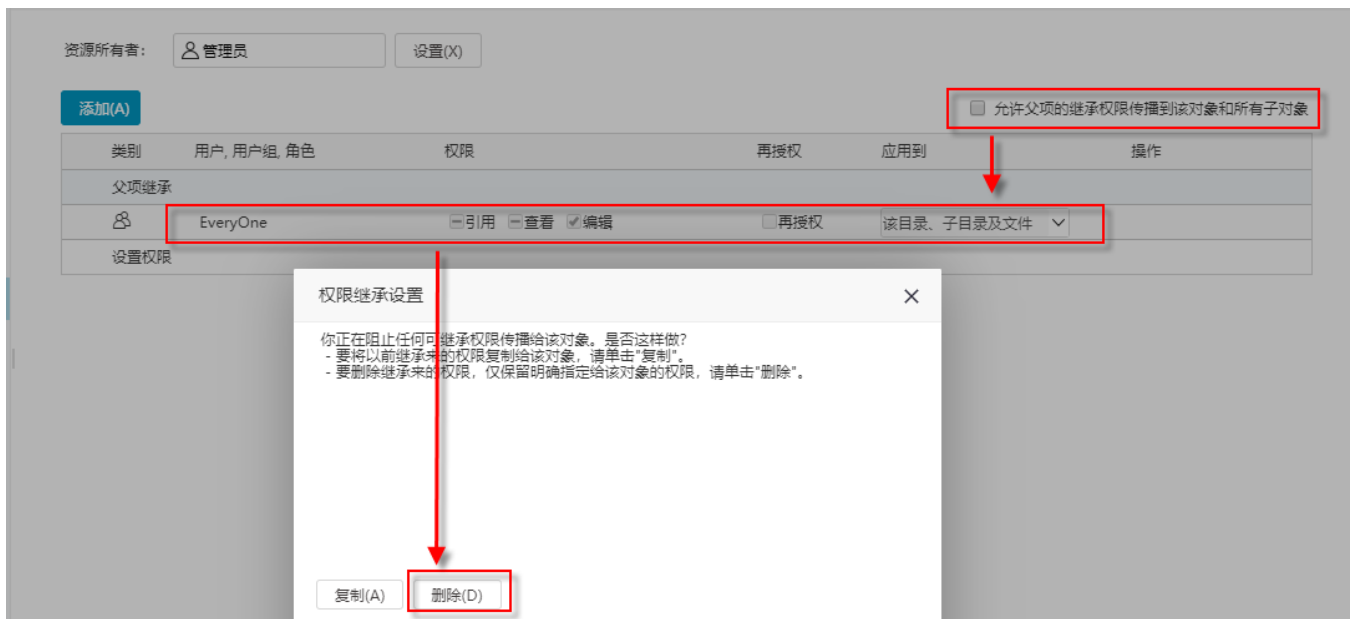 资源所有者： 管理员 设置(X)
添加(A) 允许父项的继承权限传播到该对象和所有子对象
类别 用户, 用户组, 角色 权限 再授权 应用到 操作
父项继承
EveryOne 引用 查看 编辑 再授权 该目录、子目录及文件
设置权限
权限继承设置
你正在阻止任何可继承权限传播给该对象。是否这样做?
- 要将以前继承来的权限复制给该对象，请单击"复制"。
- 要删除继承来的权限，仅保留明确指定给该对象的权限，请单击"删除"。
复制(A) 删除(D)